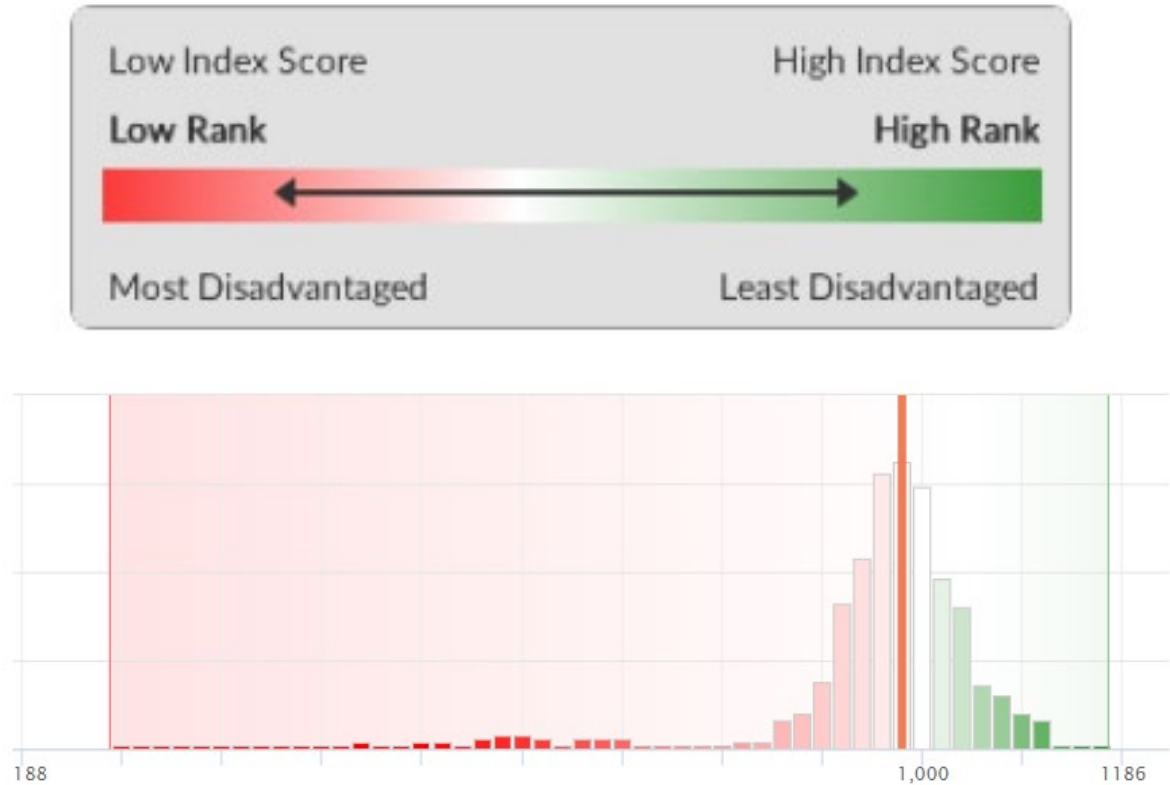 Low Index Score High Index Score
Low Rank High Rank
Most Disadvantaged Least Disadvantaged
188 1,000 1186